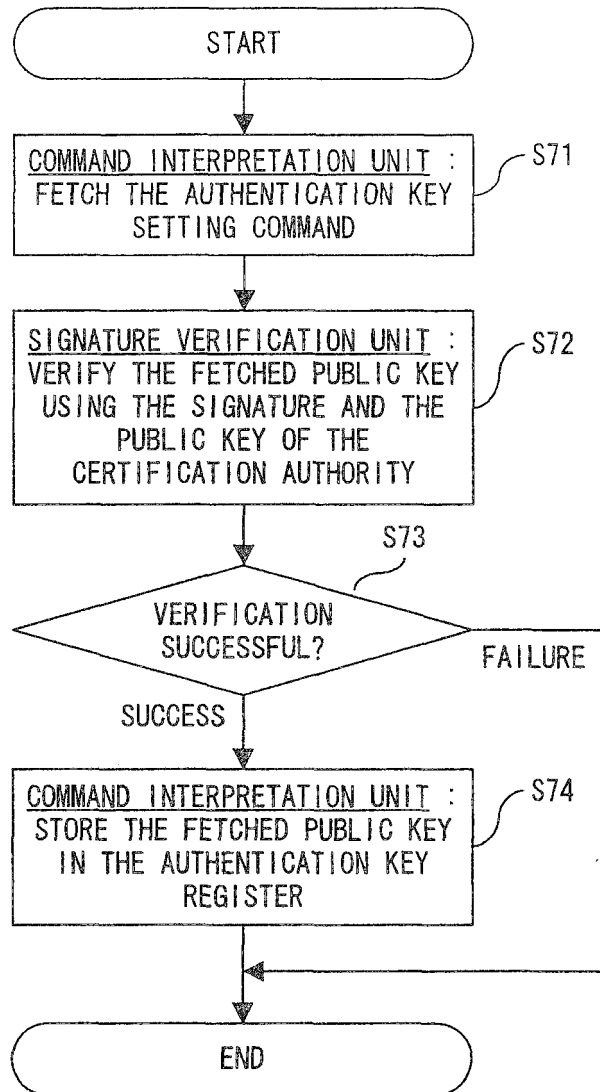 START
COMMAND INTERPRETATION UNIT :
FETCH THE AUTHENTICATION KEY
SETTING COMMAND
S71
SIGNATURE VERIFICATION UNIT :
VERIFY THE FETCHED PUBLIC KEY
USING THE SIGNATURE AND THE
PUBLIC KEY OF THE
CERTIFICATION AUTHORITY
S72
S73
VERIFICATION
SUCCESSFUL?
FAILURE
SUCCESS
COMMAND INTERPRETATION UNIT :
STORE THE FETCHED PUBLIC KEY
IN THE AUTHENTICATION KEY
REGISTER
S74
END